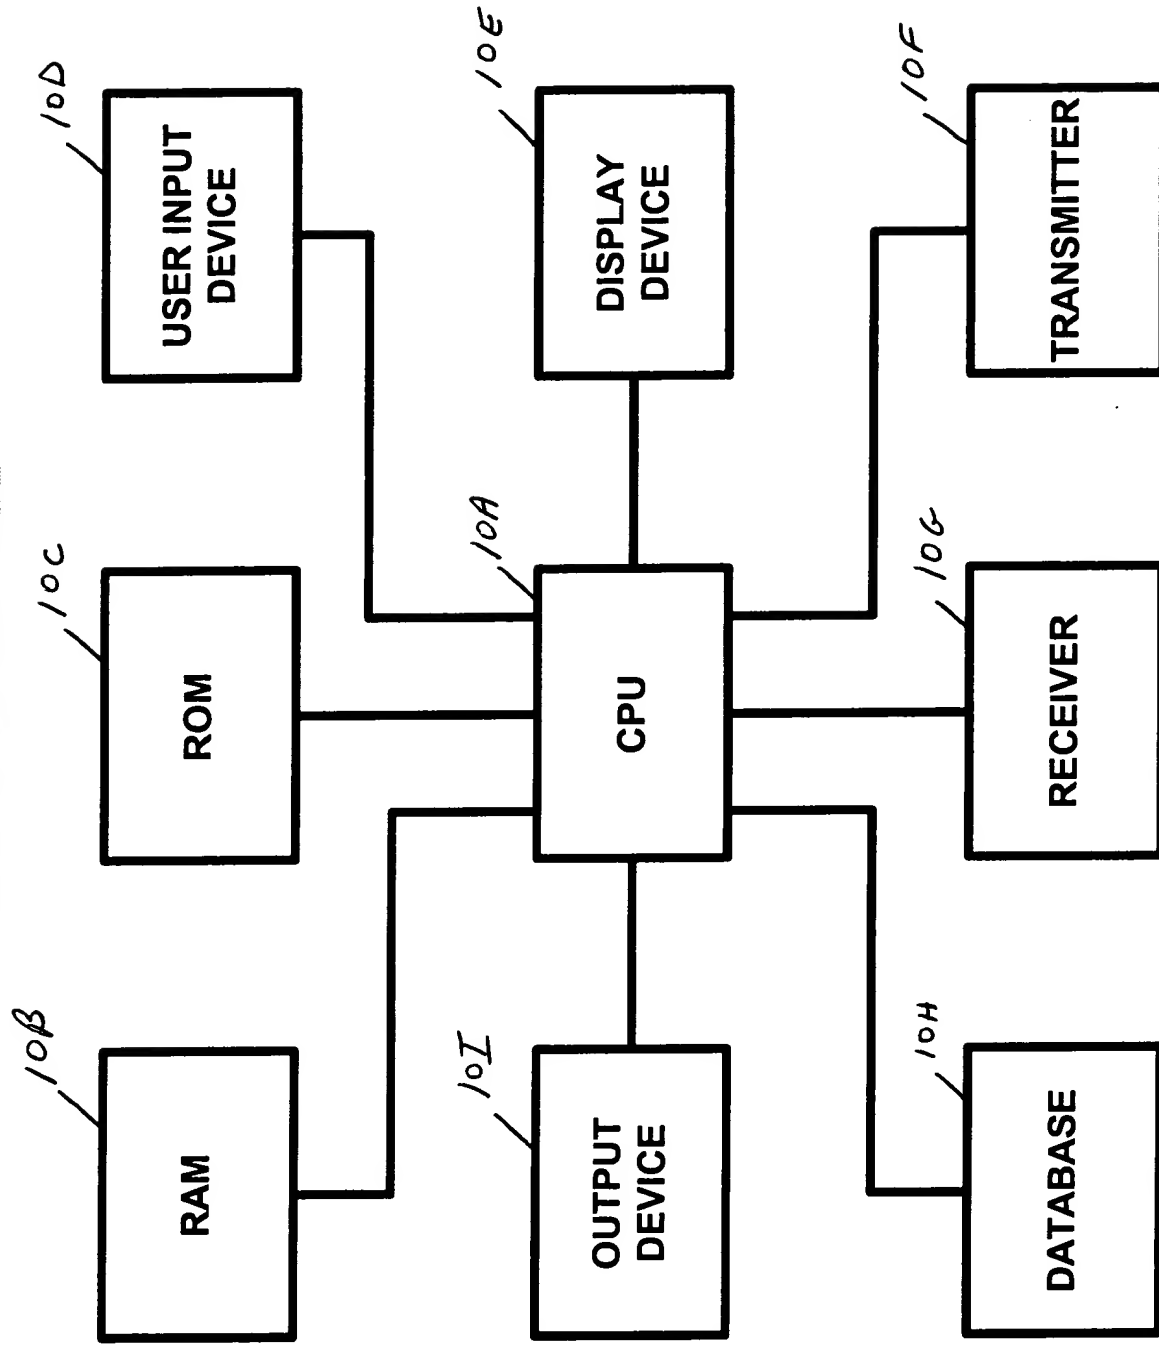 10B
RAM
10C
ROM
10D
USER INPUT
DEVICE
10I
OUTPUT
DEVICE
10A
CPU
10E
DISPLAY
DEVICE
10H
DATABASE
10G
RECEIVER
10F
TRANSMITTER